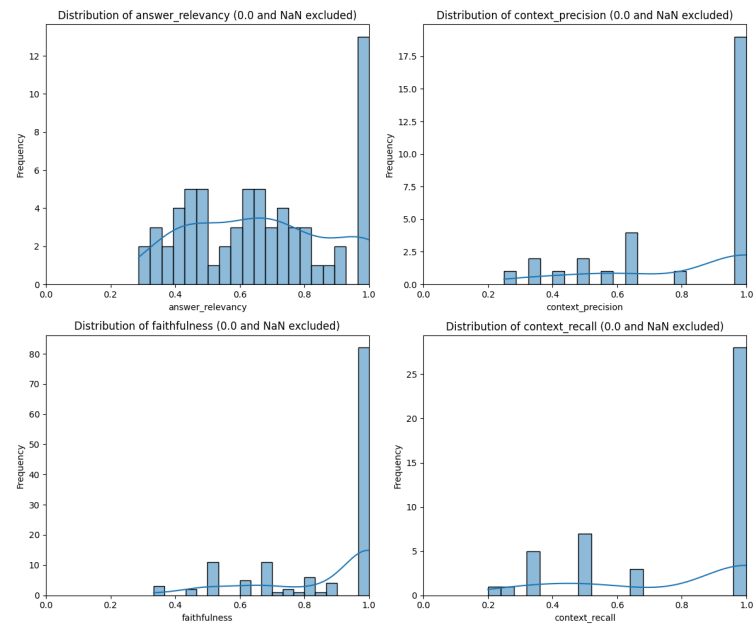 Distribution of answer_relevancy (0.0 and NaN excluded)
12
10
8
6
4
2
0
Frequency
0.0 0.2 0.4 0.6 0.8 1.0
answer_relevancy
Distribution of context_precision (0.0 and NaN excluded)
17.5
15.0
12.5
10.0
7.5
5.0
2.5
0.0
Frequency
0.0 0.2 0.4 0.6 0.8 1.0
context_precision
Distribution of faithfulness (0.0 and NaN excluded)
80
70
60
50
40
30
20
10
0
Frequency
0.0 0.2 0.4 0.6 0.8 1.0
faithfulness
Distribution of context_recall (0.0 and NaN excluded)
25
20
15
10
5
0
Frequency
0.0 0.2 0.4 0.6 0.8 1.0
context_recall